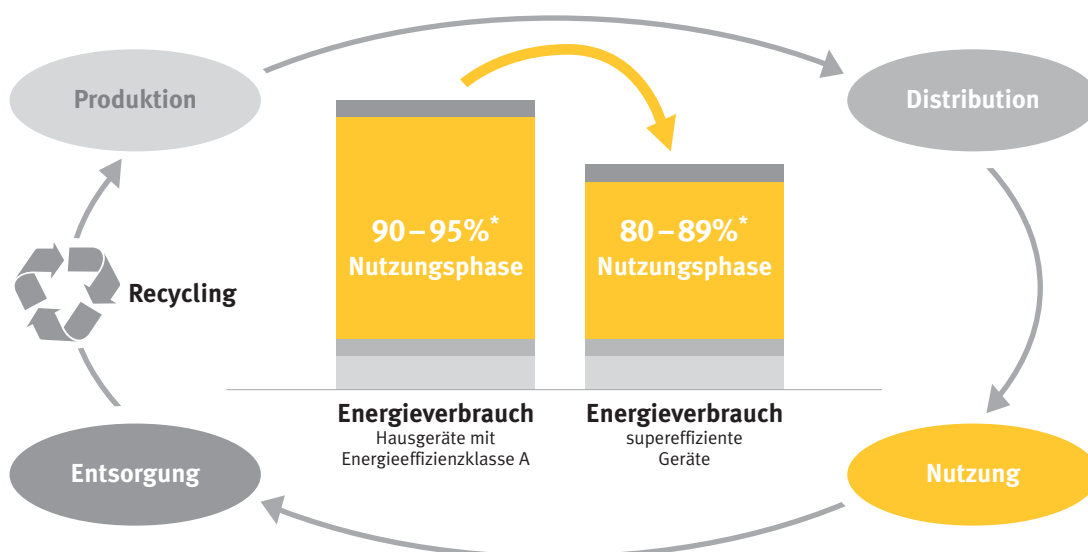 Produktion
Distribution
90–95%*
Nutzungsphase
80–89%*
Nutzungsphase
Recycling
Energieverbrauch
Hausgeräte mit
Energieeffizienzklasse A
Energieverbrauch
supereffiziente
Geräte
Entsorgung
Nutzung